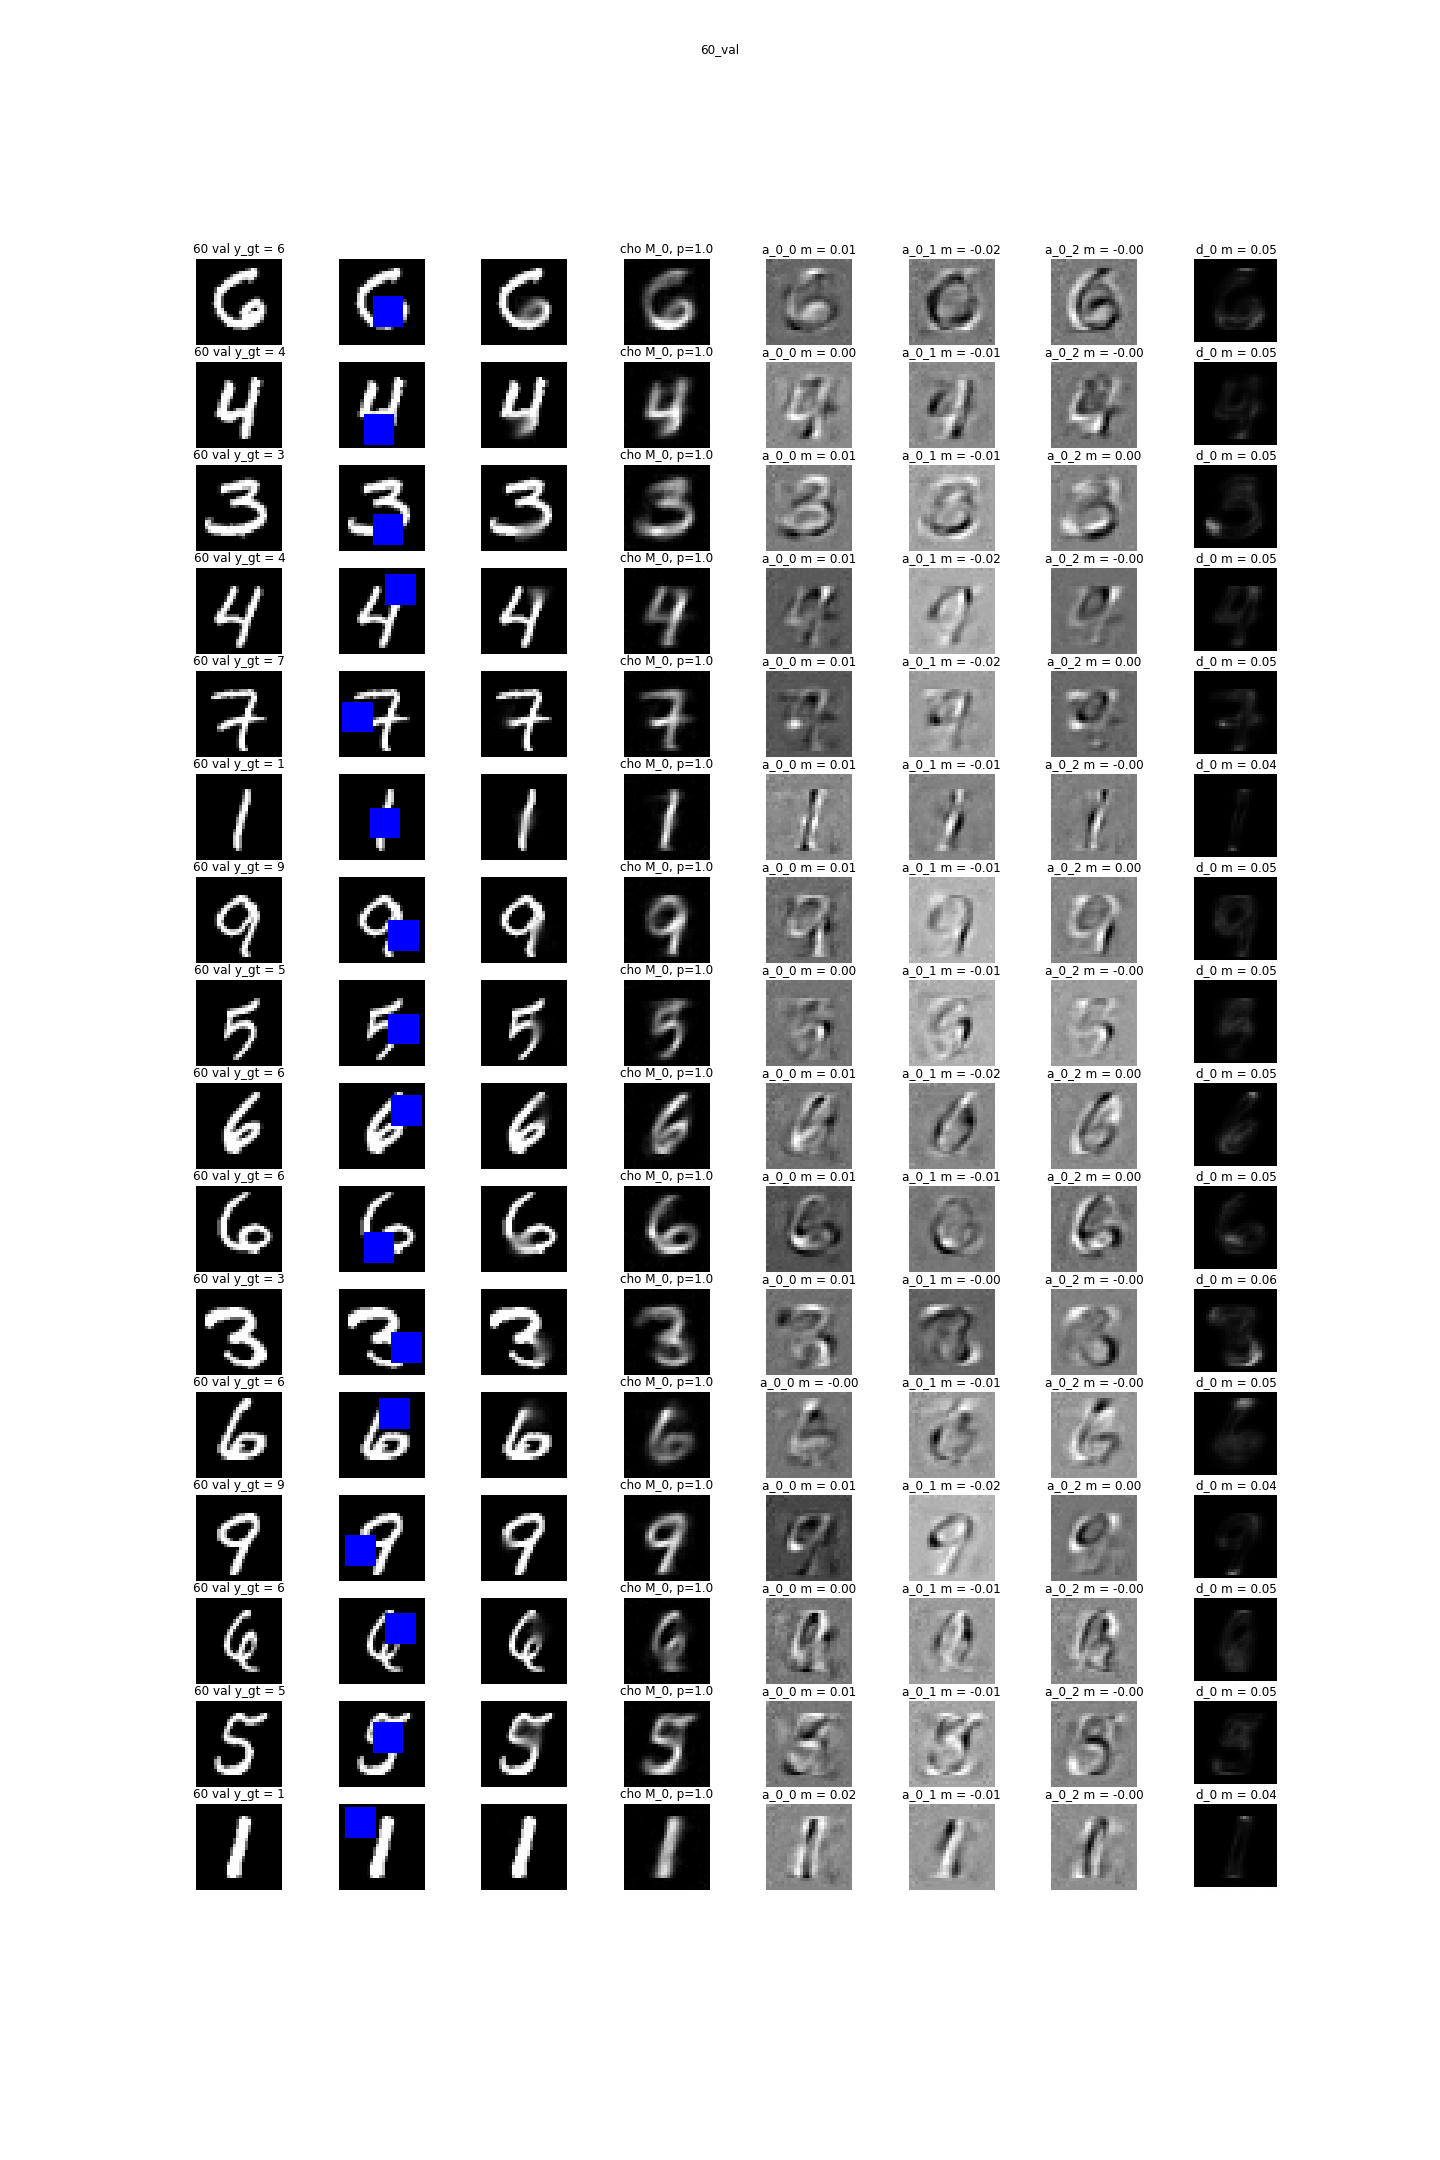 60_val
60 val y_gt = 6 cho M_0, p=1.0 a_0_0 m = 0.01 a_0_1 m = -0.02 a_0_2 m = -0.00 d_0 m = 0.05
6
60 val y_gt = 4 cho M_0, p=1.0 a_0_0 m = 0.00 a_0_1 m = -0.01 a_0_2 m = -0.00 d_0 m = 0.05
4
60 val y_gt = 3 cho M_0, p=1.0 a_0_0 m = 0.01 a_0_1 m = -0.01 a_0_2 m = 0.00 d_0 m = 0.05
3
60 val y_gt = 4 cho M_0, p=1.0 a_0_0 m = 0.01 a_0_1 m = -0.02 a_0_2 m = -0.00 d_0 m = 0.05
4
60 val y_gt = 7 cho M_0, p=1.0 a_0_0 m = 0.01 a_0_1 m = -0.02 a_0_2 m = 0.00 d_0 m = 0.05
7
60 val y_gt = 1 cho M_0, p=1.0 a_0_0 m = 0.01 a_0_1 m = -0.01 a_0_2 m = -0.00 d_0 m = 0.04
1
60 val y_gt = 9 cho M_0, p=1.0 a_0_0 m = 0.01 a_0_1 m = -0.01 a_0_2 m = 0.00 d_0 m = 0.05
9
60 val y_gt = 5 cho M_0, p=1.0 a_0_0 m = 0.00 a_0_1 m = -0.01 a_0_2 m = -0.00 d_0 m = 0.05
5
60 val y_gt = 6 cho M_0, p=1.0 a_0_0 m = 0.01 a_0_1 m = -0.02 a_0_2 m = 0.00 d_0 m = 0.05
6
60 val y_gt = 6 cho M_0, p=1.0 a_0_0 m = 0.01 a_0_1 m = -0.01 a_0_2 m = 0.00 d_0 m = 0.05
6
60 val y_gt = 3 cho M_0, p=1.0 a_0_0 m = 0.01 a_0_1 m = -0.00 a_0_2 m = -0.00 d_0 m = 0.06
3
60 val y_gt = 6 cho M_0, p=1.0 a_0_0 m = -0.00 a_0_1 m = -0.01 a_0_2 m = -0.00 d_0 m = 0.05
6
60 val y_gt = 9 cho M_0, p=1.0 a_0_0 m = 0.01 a_0_1 m = -0.02 a_0_2 m = 0.00 d_0 m = 0.04
9
60 val y_gt = 6 cho M_0, p=1.0 a_0_0 m = 0.00 a_0_1 m = -0.01 a_0_2 m = -0.00 d_0 m = 0.05
6
60 val y_gt = 5 cho M_0, p=1.0 a_0_0 m = 0.01 a_0_1 m = -0.01 a_0_2 m = -0.00 d_0 m = 0.05
5
60 val y_gt = 1 cho M_0, p=1.0 a_0_0 m = 0.02 a_0_1 m = -0.01 a_0_2 m = -0.00 d_0 m = 0.04
1